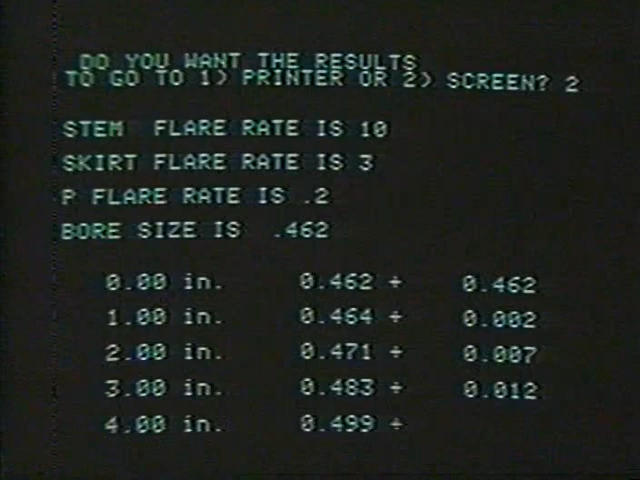 DO YOU WANT THE RESULTS
TO GO TO 1) PRINTER OR 2) SCREEN? 2
STEM FLARE RATE IS 10
SKIRT FLARE RATE IS 3
P FLARE RATE IS .2
BORE SIZE IS .462
0.00 in. 0.462 + 0.462
1.00 in. 0.464 + 0.002
2.00 in. 0.471 + 0.007
3.00 in. 0.483 + 0.012
4.00 in. 0.499 +